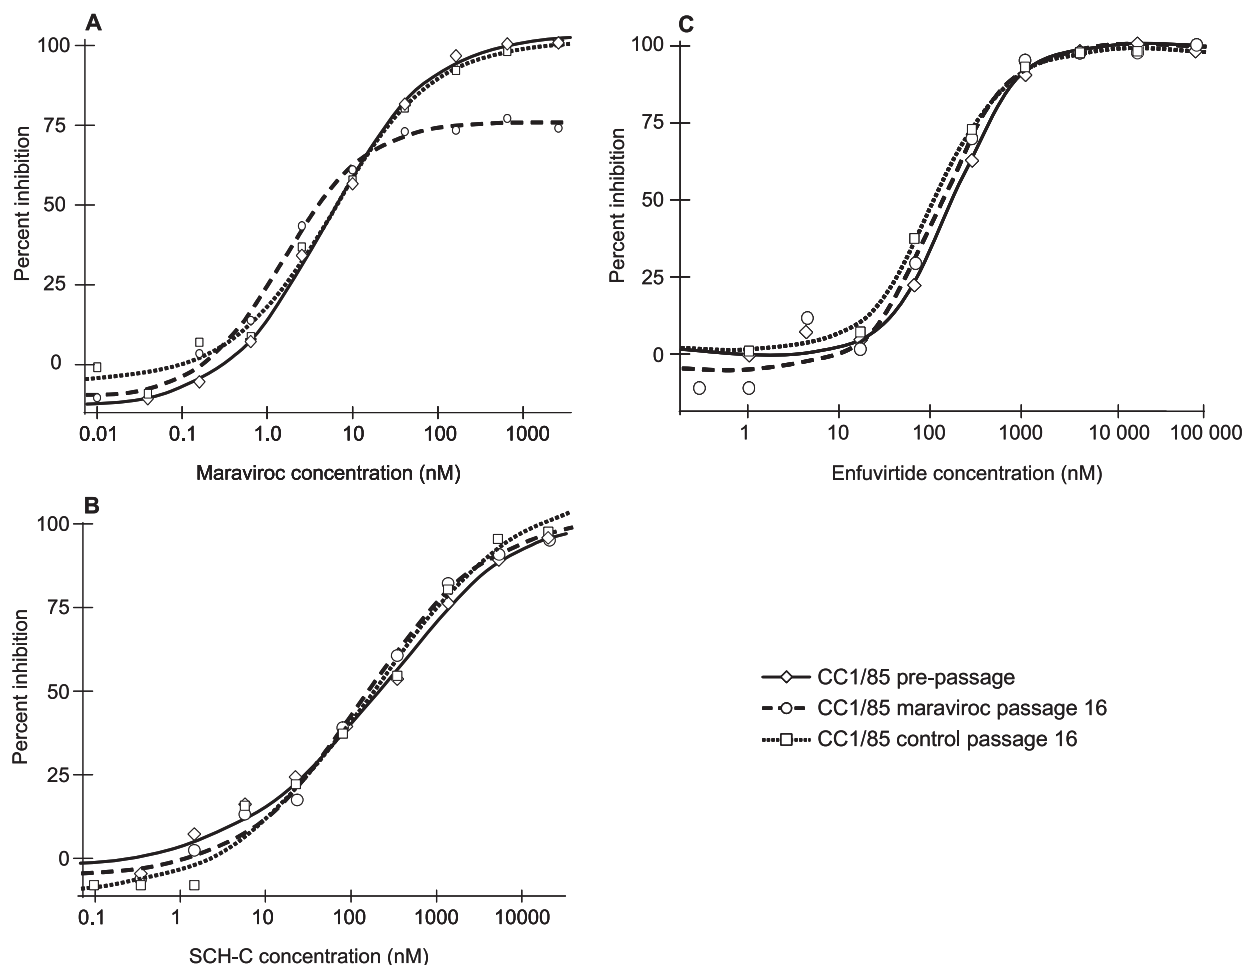 A
100
75
50
25
0
Percent inhibition
0.01 0.1 1.0 10 100 1000
Maraviroc concentration (nM)
C
100
75
50
25
0
Percent inhibition
1 10 100 1000 10 000 100 000
Enfuvirtide concentration (nM)
B
100
75
50
25
0
Percent inhibition
0.1 1 10 100 1000 10000
SCH-C concentration (nM)
CC1/85 pre-passage
CC1/85 maraviroc passage 16
CC1/85 control passage 16